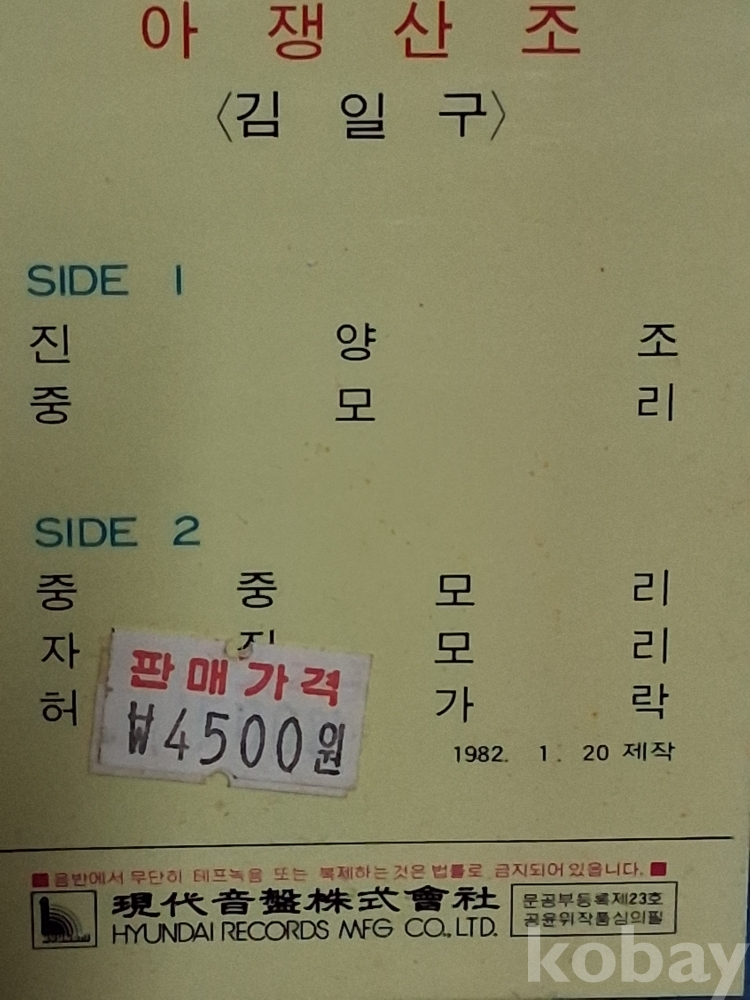 아쟁산조
〈김일구〉
SIDE 1
진양조
중모리
SIDE 2
중중모리
자진모리
허 가락
판매가격
₩4500원
1982. 1. 20 제작
■음반에서 무단히 테프녹음 또는 복제하는것은 법률로 금지되어있읍니다.■
現代音盤株式會社
HYUNDAI RECORDS MFG CO., LTD.
문공부등록제23호
공윤위작품심의필
kobay